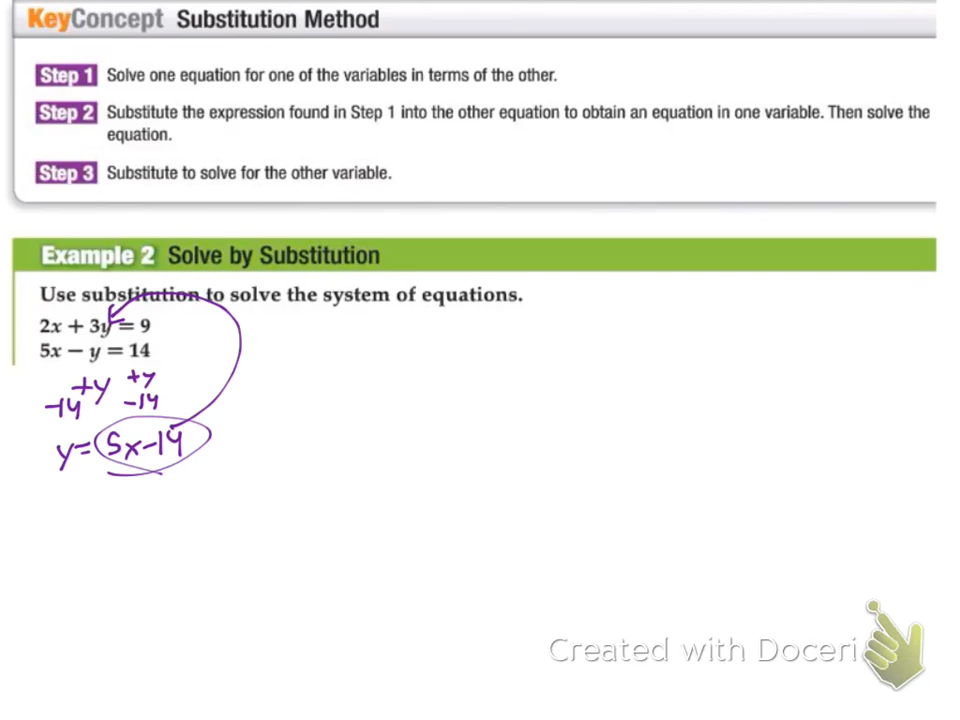 KeyConcept Substitution Method
Step 1 Solve one equation for one of the variables in terms of the other.
Step 2 Substitute the expression found in Step 1 into the other equation to obtain an equation in one variable. Then solve the
equation.
Step 3 Substitute to solve for the other variable.
Example 2 Solve by Substitution
Use substitution to solve the system of equations.
2x + 3y = 9
5x − y = 14
+y +y
-14 -14
y = 5x-14
Created with Doceri